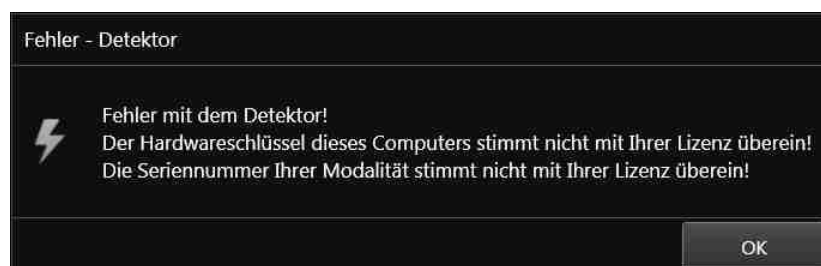 Fehler - Detektor
Fehler mit dem Detektor!
Der Hardwareschlüssel dieses Computers stimmt nicht mit Ihrer Lizenz überein!
Die Seriennummer Ihrer Modalität stimmt nicht mit Ihrer Lizenz überein!
OK